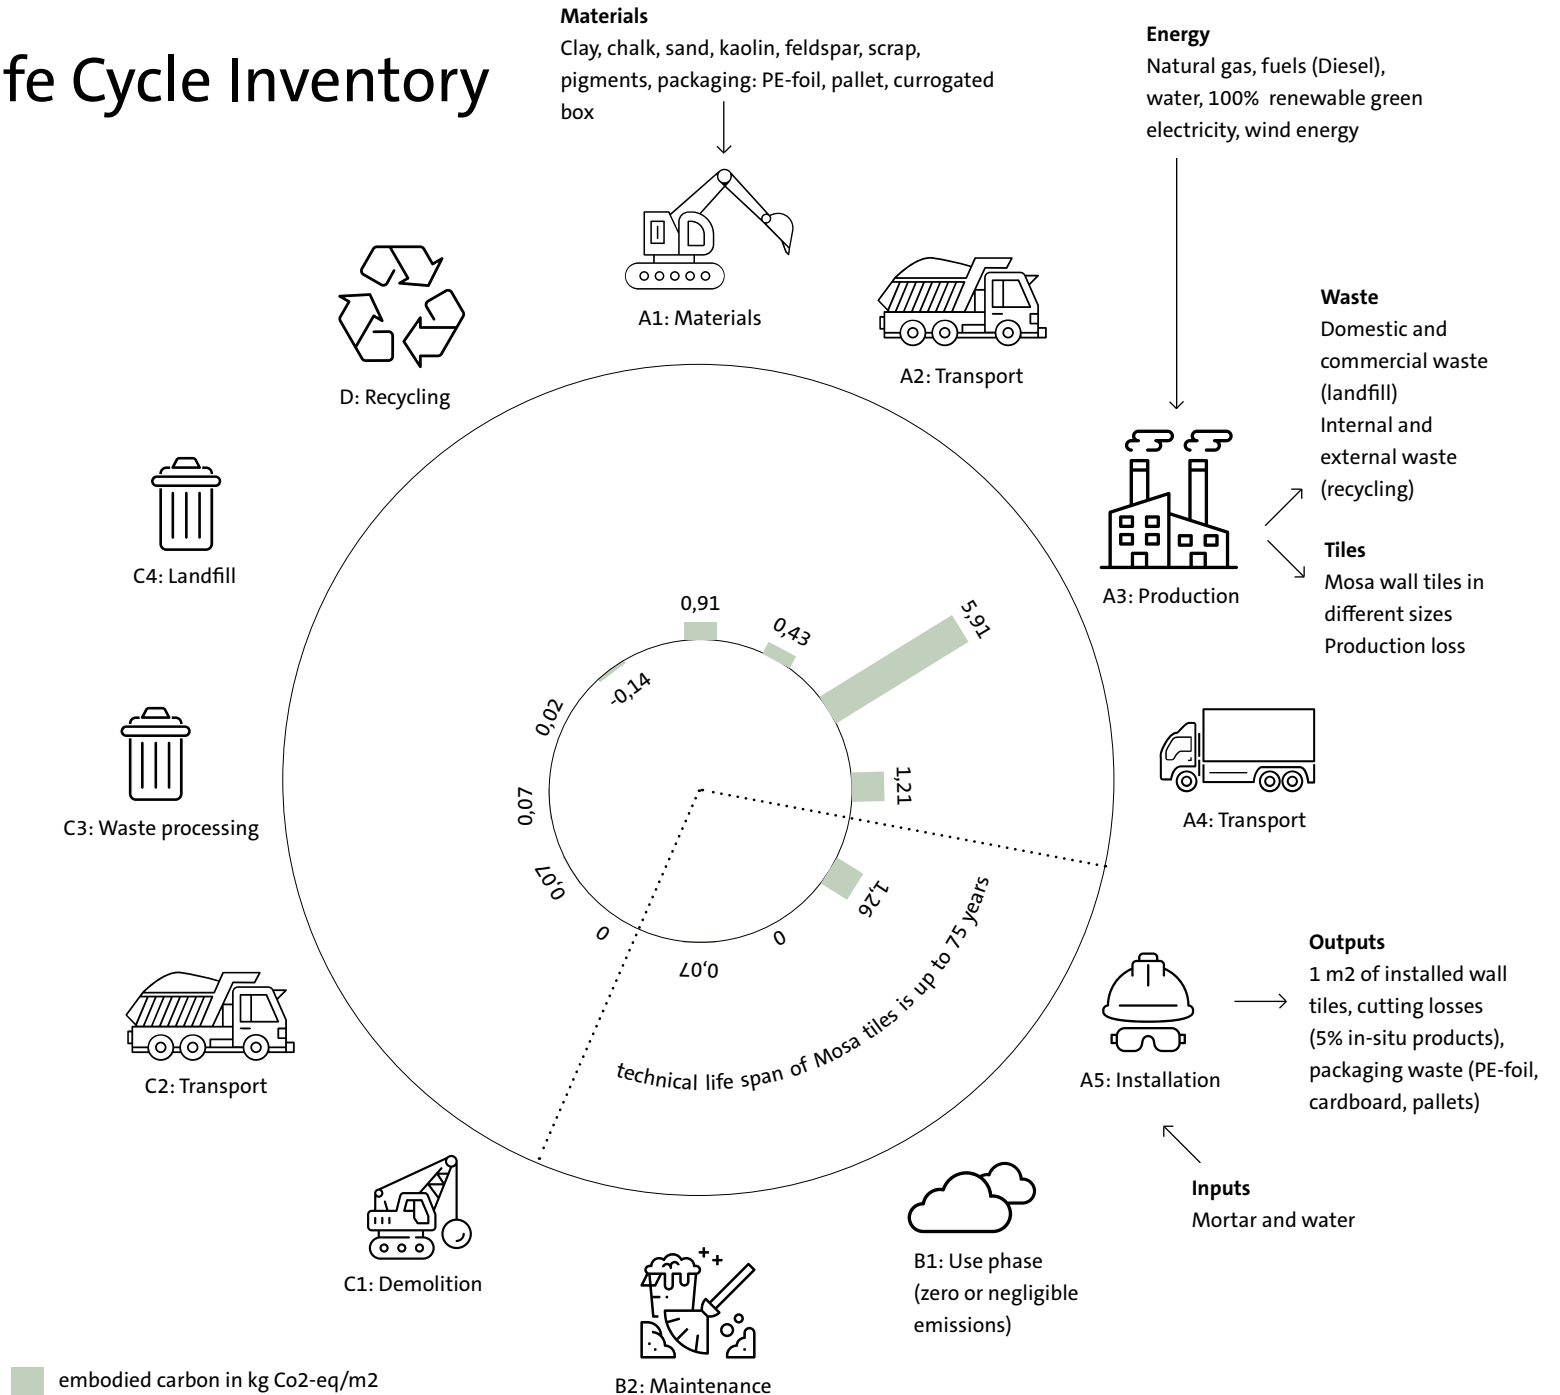 fe Cycle Inventory
Materials
Clay, chalk, sand, kaolin, feldspar, scrap,
pigments, packaging: PE-foil, pallet, currogated
box
Energy
Natural gas, fuels (Diesel),
water, 100% renewable green
electricity, wind energy
A1: Materials
A2: Transport
D: Recycling
Waste
Domestic and
commercial waste
(landfill)
Internal and
external waste
(recycling)
Tiles
Mosa wall tiles in
different sizes
Production loss
A3: Production
C4: Landfill
0,91
0,43
5,91
-0,14
0,02
1,21
0,07
0,07
1,26
0
0
0,07
technical life span of Mosa tiles is up to 75 years
C3: Waste processing
A4: Transport
Outputs
1 m2 of installed wall
tiles, cutting losses
(5% in-situ products),
packaging waste (PE-foil,
cardboard, pallets)
A5: Installation
C2: Transport
Inputs
Mortar and water
B1: Use phase
(zero or negligible
emissions)
C1: Demolition
B2: Maintenance
embodied carbon in kg Co2-eq/m2